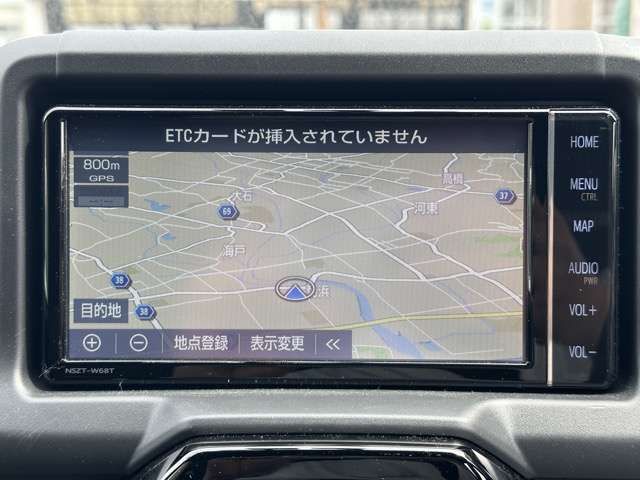 ETCカードが挿入されていません
800m
GPS
大石
高橋
69
37
河東
海戸
38
浜
38
目的地
地点登録
表示変更
<<
NSZT-W68T
HOME
MENU
CTRL
MAP
AUDIO
PWR
VOL+
VOL-